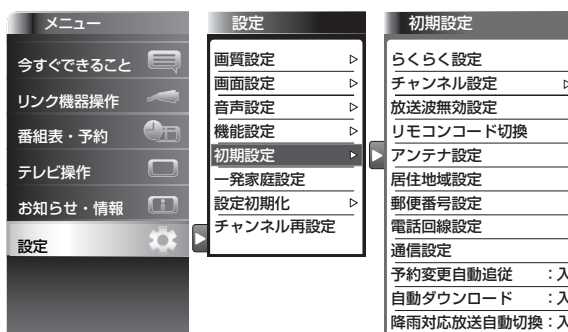 メニュー
今すぐできること
リンク機器操作
番組表・予約
テレビ操作
お知らせ・情報
設定
設定
画質設定
画面設定
音声設定
機能設定
初期設定
一発家庭設定
設定初期化
チャンネル再設定
初期設定
らくらく設定
チャンネル設定
放送波無効設定
リモコンコード切換
アンテナ設定
居住地域設定
郵便番号設定
電話回線設定
通信設定
予約変更自動追従 :入
自動ダウンロード :入
降雨対応放送自動切換:入